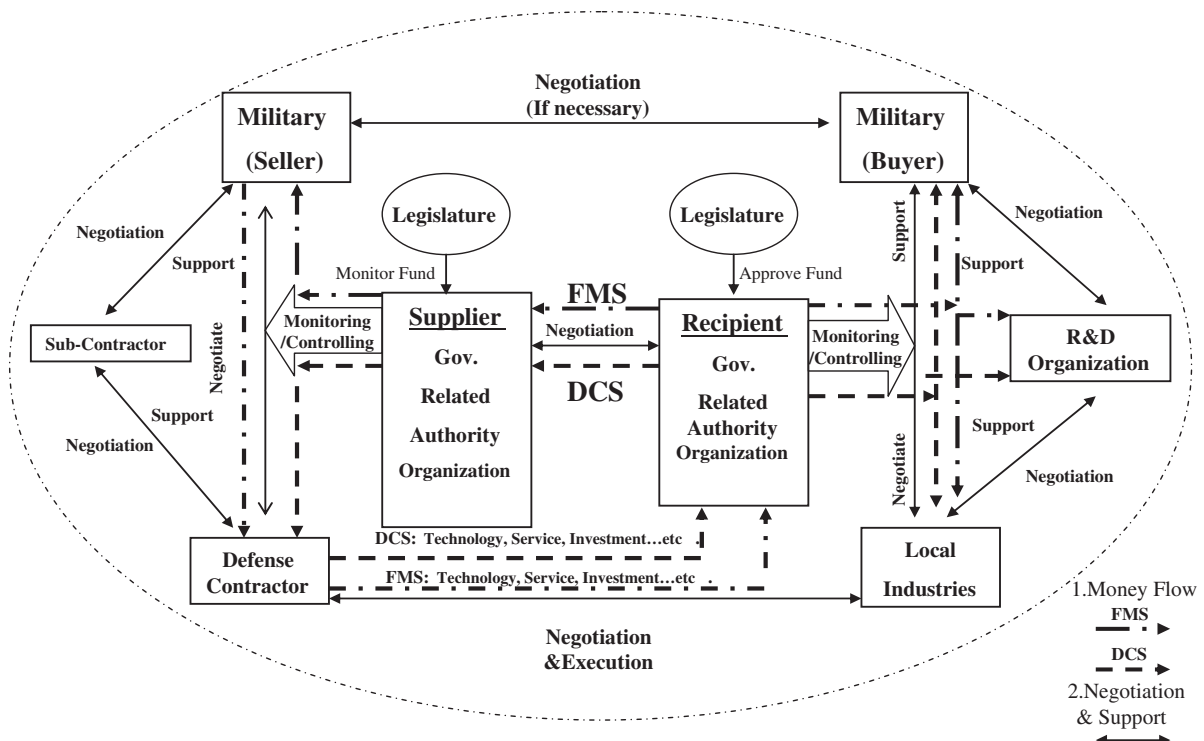 Negotiation
(If necessary)
Military
(Seller)
Military
(Buyer)
Legislature
Legislature
Negotiation
Support
Monitor Fund
Approve Fund
Support
Negotiation
Support
FMS
Supplier
Recipient
Negotiation
Monitoring
/Controlling
Monitoring
/Controlling
Sub-Contractor
R&D
Organization
Negotiate
Gov.
Related
Authority
Organization
Gov.
Related
Authority
Organization
DCS
Support
Negotiation
Negotiate
Support
Negotiation
DCS: Technology, Service, Investment...etc .
FMS: Technology, Service, Investment...etc .
Defense
Contractor
Local
Industries
Negotiation
&Execution
1.Money Flow
FMS
DCS
2.Negotiation
& Support